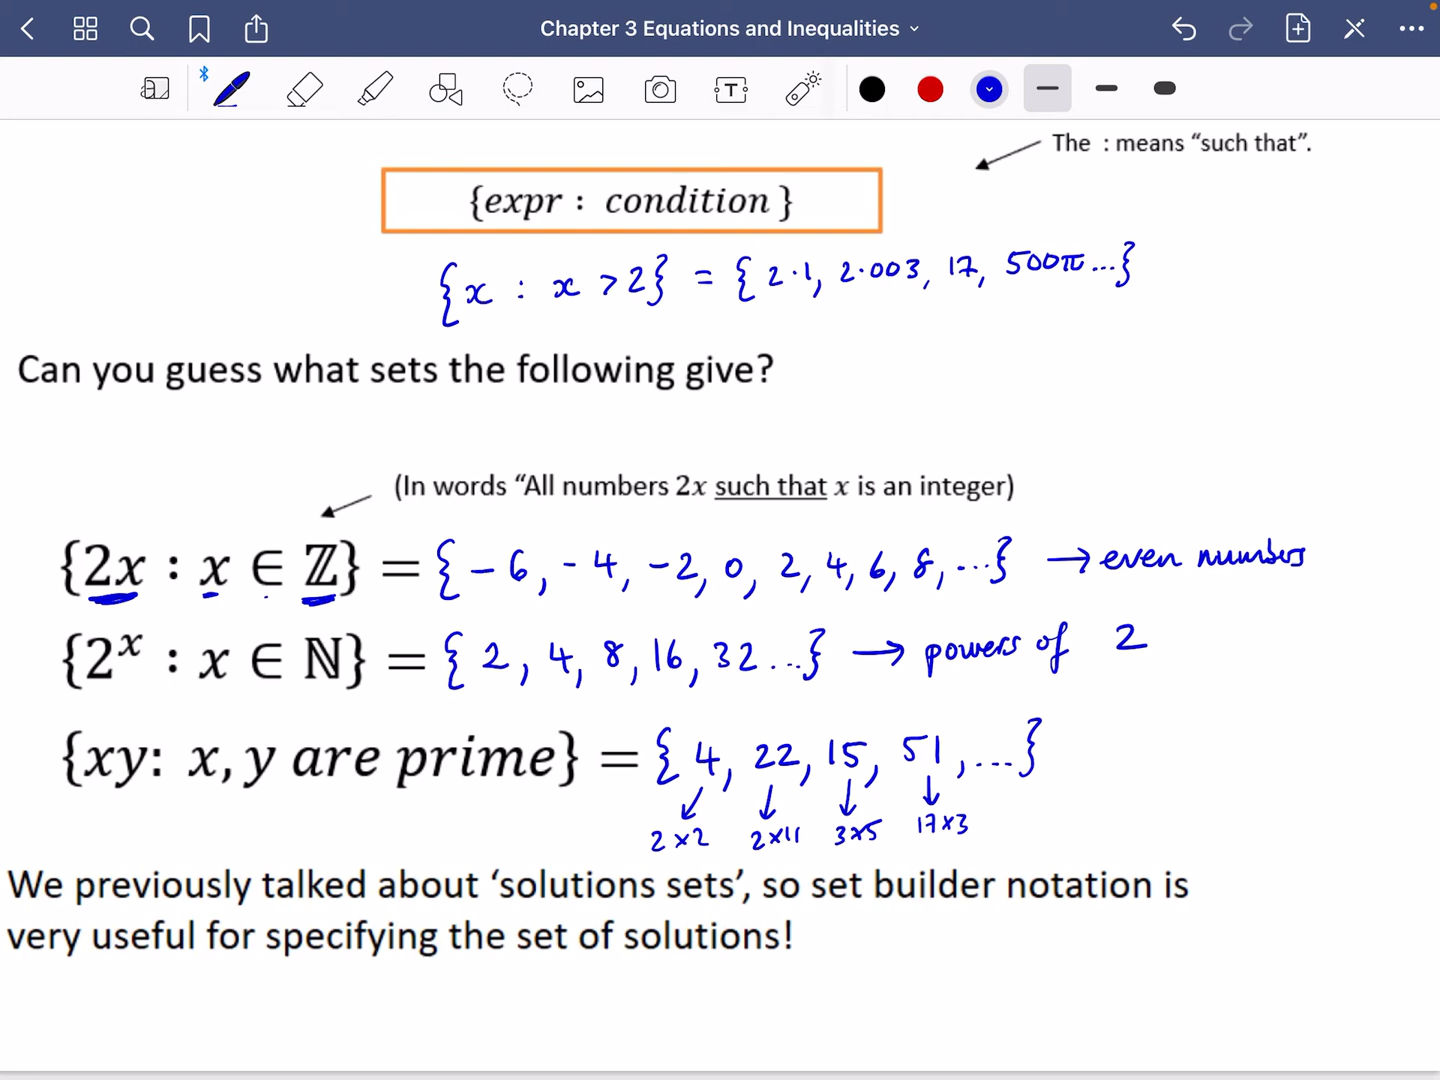 Chapter 3 Equations and Inequalities
The : means “such that”.
{expr : condition }
{x : x > 2} = {2·1, 2·003, 17, 500π...}
Can you guess what sets the following give?
(In words “All numbers 2x such that x is an integer)
{2x : x ∈ ℤ} = {-6, -4, -2, 0, 2, 4, 6, 8, ...} → even numbers
{2ˣ : x ∈ ℕ} = {2, 4, 8, 16, 32...} → powers of 2
{xy: x, y are prime} = {4, 22, 15, 51, ...}
2×2 2×11 3×5 17×3
We previously talked about ‘solutions sets’, so set builder notation is
very useful for specifying the set of solutions!